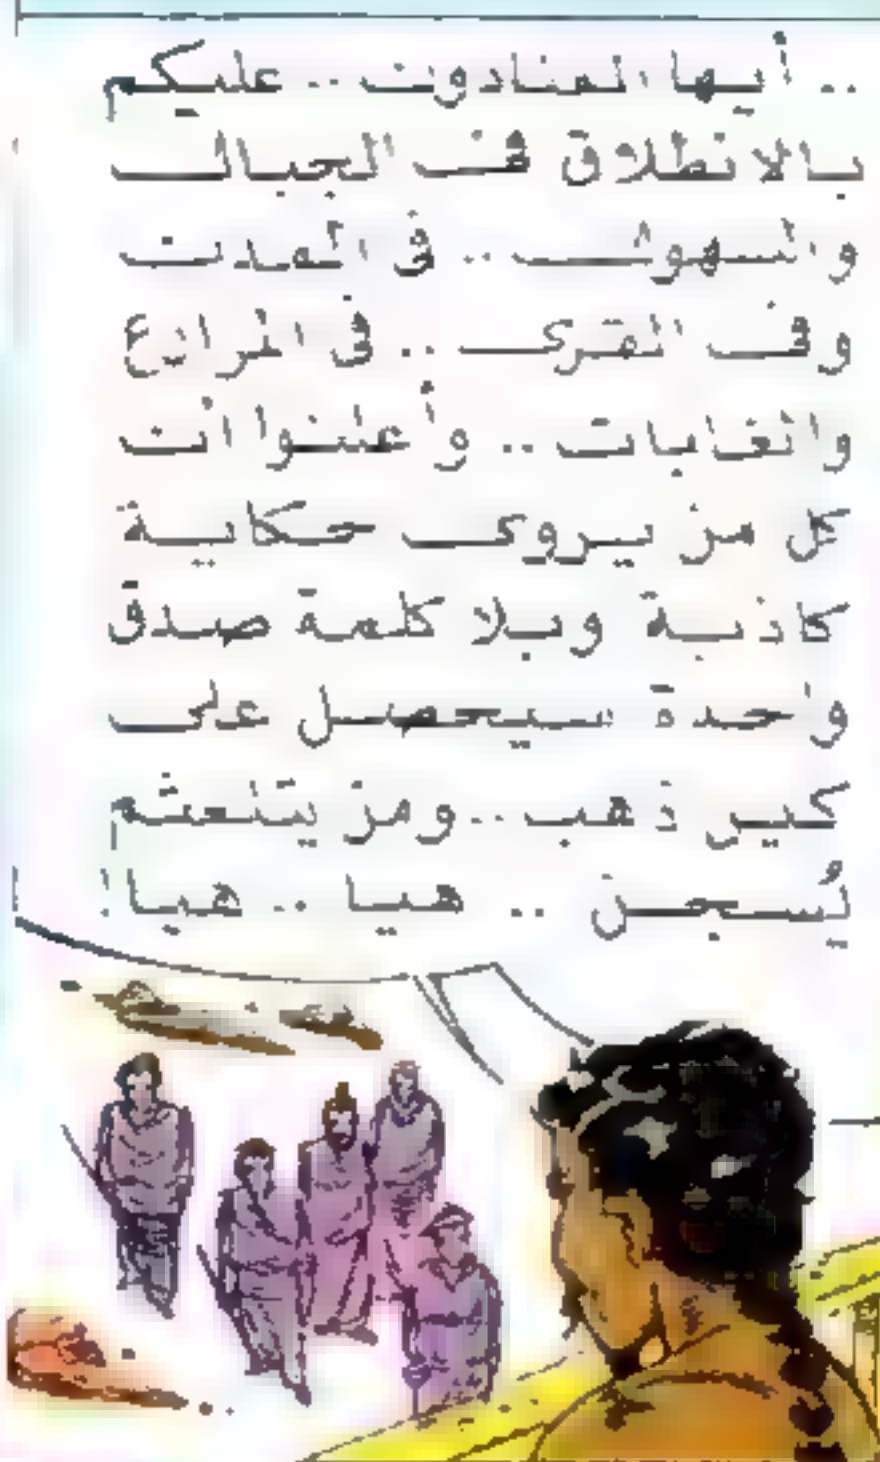 .. أيها المنادون .. عليكم
بالانطلاق فى الجبال
والسهول .. فى المدن
وفى القرى .. فى المزارع
والغابات .. وأعلنوا أن
كل من يروى حكاية
كاذبة وبلا كلمة صدق
واحدة سيحصل على
كيس ذهب .. ومن يتلعثم
يُسجن .. هيا .. هيا!